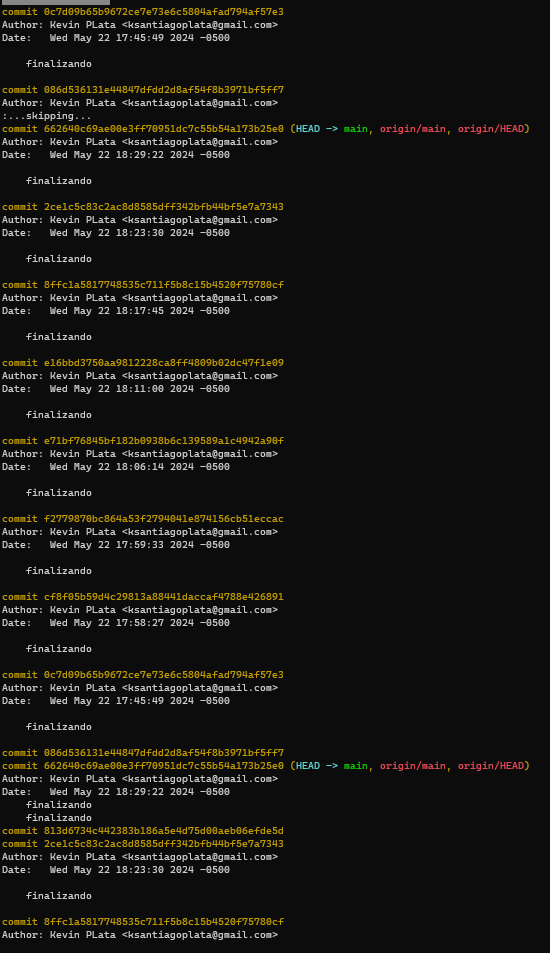 commit 0c7d09b65b9672ce7e73e6c5804afad794af57e3
Author: Kevin PLata <ksantiagoplata@gmail.com>
Date:   Wed May 22 17:45:49 2024 -0500
    finalizando
commit 086d536131e44847dfdd2d8af54f8b3971bf5ff7
Author: Kevin PLata <ksantiagoplata@gmail.com>
:...skipping...
commit 662640c69ae00e3ff70951dc7c55b54a173b25e0 (HEAD -> main, origin/main, origin/HEAD)
Author: Kevin PLata <ksantiagoplata@gmail.com>
Date:   Wed May 22 18:29:22 2024 -0500
    finalizando
commit 2ce1c5c83c2ac8d8585dff342bfb44bf5e7a7343
Author: Kevin PLata <ksantiagoplata@gmail.com>
Date:   Wed May 22 18:23:30 2024 -0500
    finalizando
commit 8ffc1a5817748535c711f5b8c15b4520f75780cf
Author: Kevin PLata <ksantiagoplata@gmail.com>
Date:   Wed May 22 18:17:45 2024 -0500
    finalizando
commit e16bbd3750aa9812228ca8ff4809b02dc47f1e09
Author: Kevin PLata <ksantiagoplata@gmail.com>
Date:   Wed May 22 18:11:00 2024 -0500
    finalizando
commit e71bf76845bf182b0938b6c139589a1c4942a90f
Author: Kevin PLata <ksantiagoplata@gmail.com>
Date:   Wed May 22 18:06:14 2024 -0500
    finalizando
commit f2779870bc864a53f2794041e874156cb51eccac
Author: Kevin PLata <ksantiagoplata@gmail.com>
Date:   Wed May 22 17:59:33 2024 -0500
    finalizando
commit cf8f05b59d4c29813a88441daccaf4788e426891
Author: Kevin PLata <ksantiagoplata@gmail.com>
Date:   Wed May 22 17:58:27 2024 -0500
    finalizando
commit 0c7d09b65b9672ce7e73e6c5804afad794af57e3
Author: Kevin PLata <ksantiagoplata@gmail.com>
Date:   Wed May 22 17:45:49 2024 -0500
    finalizando
commit 086d536131e44847dfdd2d8af54f8b3971bf5ff7
commit 662640c69ae00e3ff70951dc7c55b54a173b25e0 (HEAD -> main, origin/main, origin/HEAD)
Author: Kevin PLata <ksantiagoplata@gmail.com>
Date:   Wed May 22 18:29:22 2024 -0500
    finalizando
    finalizando
commit 813d6734c442383b186a5e4d75d00aeb06efde5d
commit 2ce1c5c83c2ac8d8585dff342bfb44bf5e7a7343
Author: Kevin PLata <ksantiagoplata@gmail.com>
Date:   Wed May 22 18:23:30 2024 -0500
    finalizando
commit 8ffc1a5817748535c711f5b8c15b4520f75780cf
Author: Kevin PLata <ksantiagoplata@gmail.com>